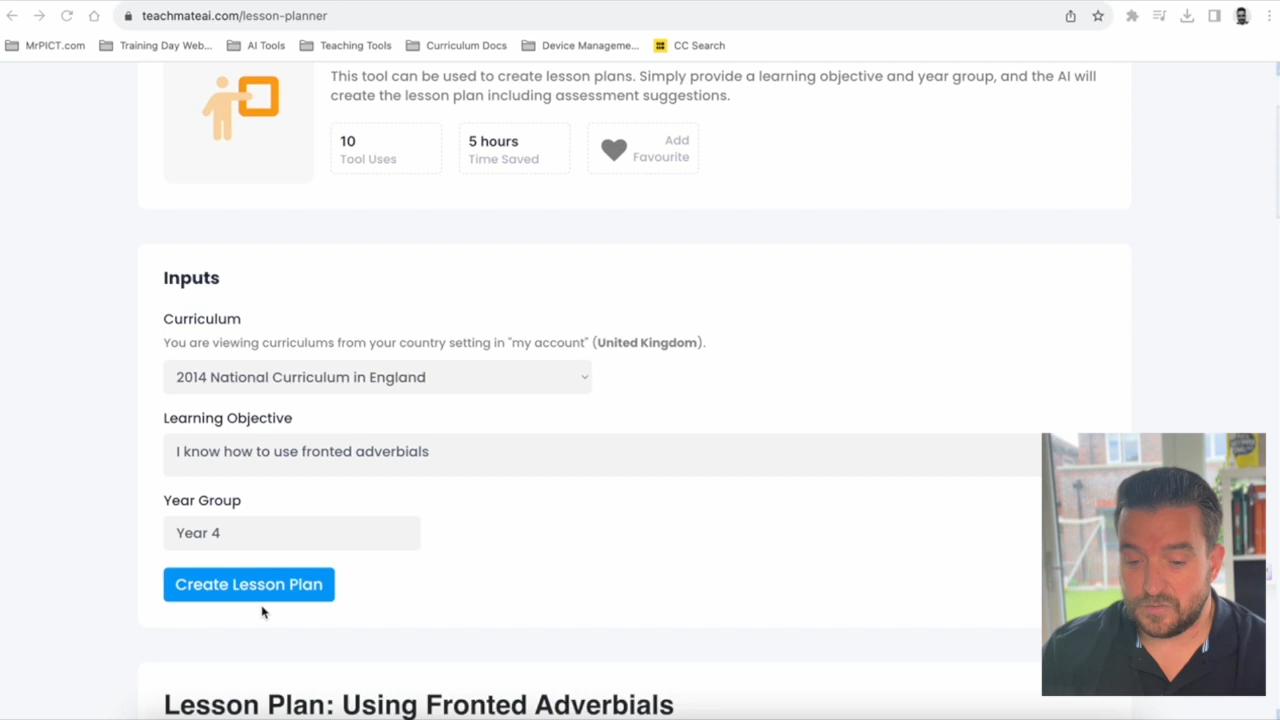 teachmateai.com/lesson-planner
MrPICT.com Training Day Web... AI Tools Teaching Tools Curriculum Docs Device Manageme... CC Search
This tool can be used to create lesson plans. Simply provide a learning objective and year group, and the AI will
create the lesson plan including assessment suggestions.
10
Tool Uses
5 hours
Time Saved
Add
Favourite
Inputs
Curriculum
You are viewing curriculums from your country setting in "my account" (United Kingdom).
2014 National Curriculum in England
Learning Objective
I know how to use fronted adverbials
Year Group
Year 4
Create Lesson Plan
Lesson Plan: Using Fronted Adverbials